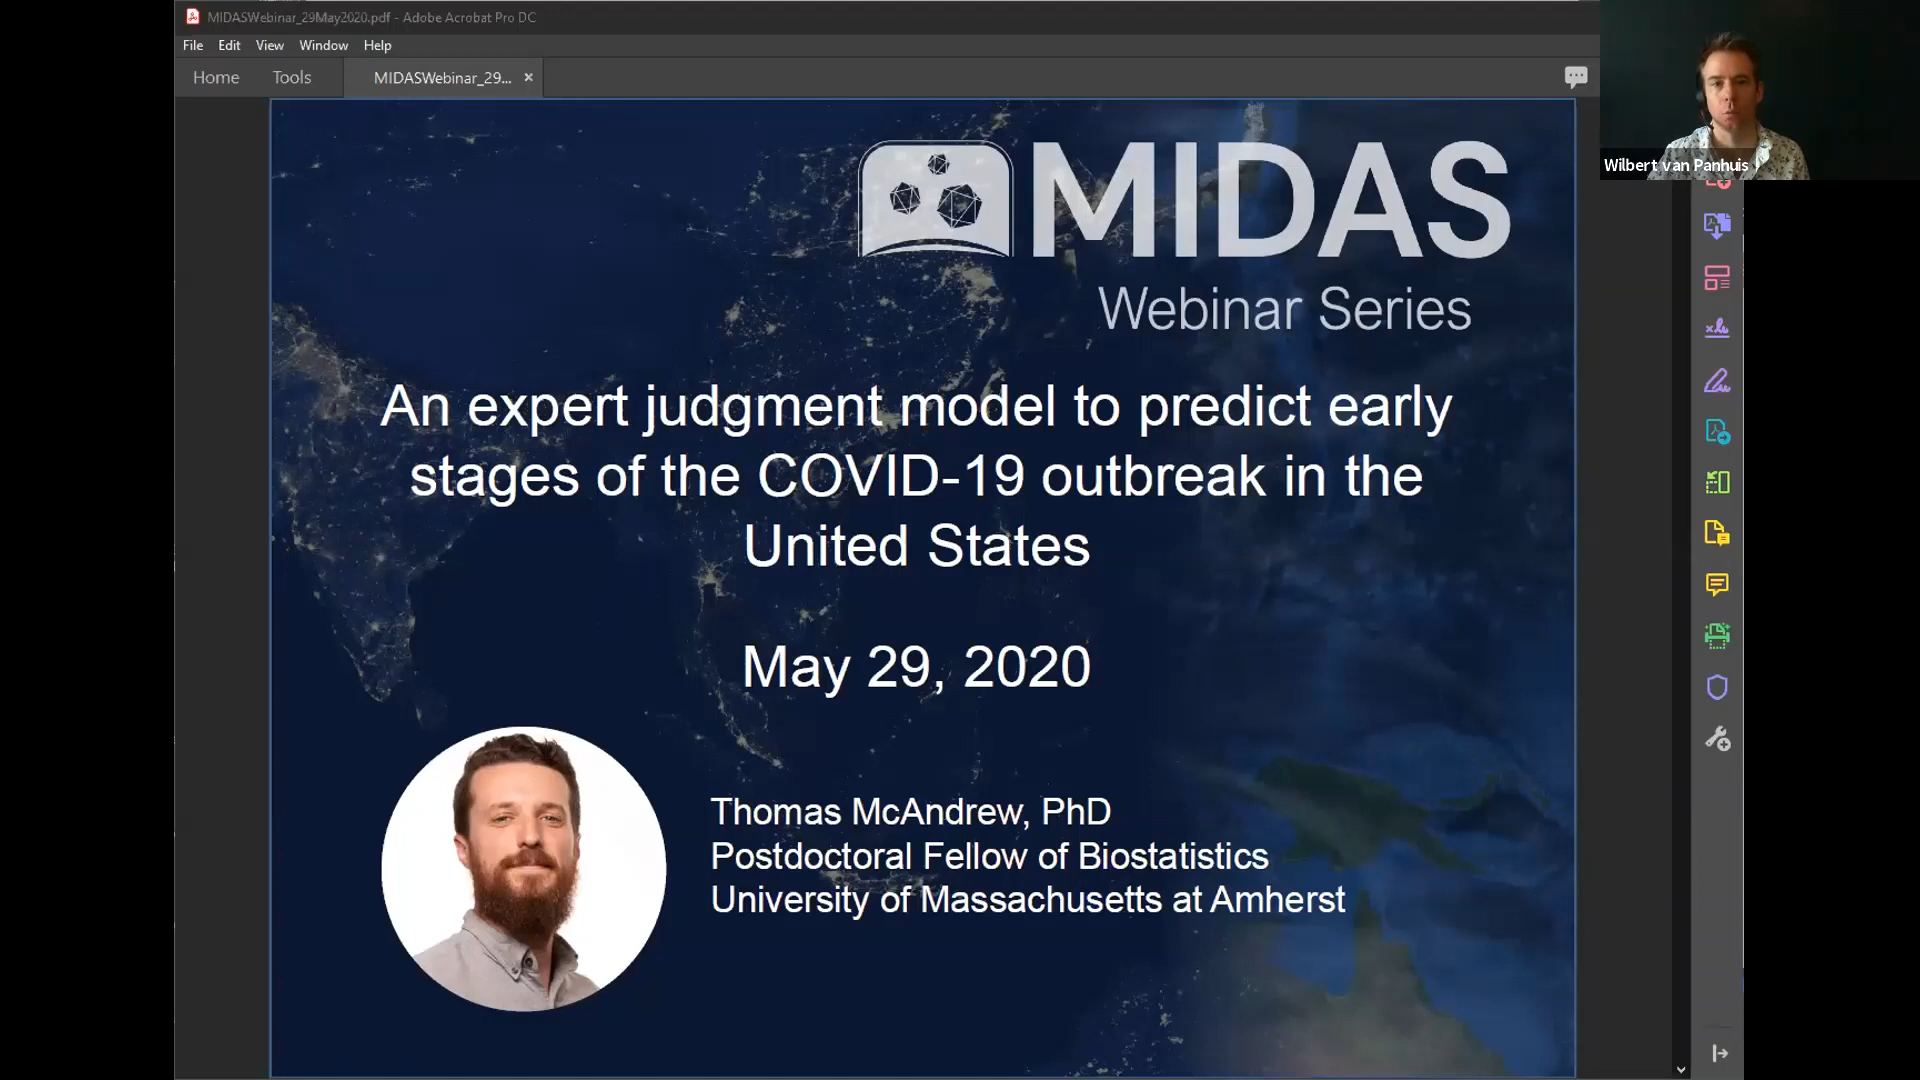 MIDASWebinar_29May2020.pdf - Adobe Acrobat Pro DC
File Edit View Window Help
Home Tools MIDASWebinar_29... ×
Wilbert van Panhuis
MIDAS
Webinar Series
An expert judgment model to predict early
stages of the COVID-19 outbreak in the
United States
May 29, 2020
Thomas McAndrew, PhD
Postdoctoral Fellow of Biostatistics
University of Massachusetts at Amherst